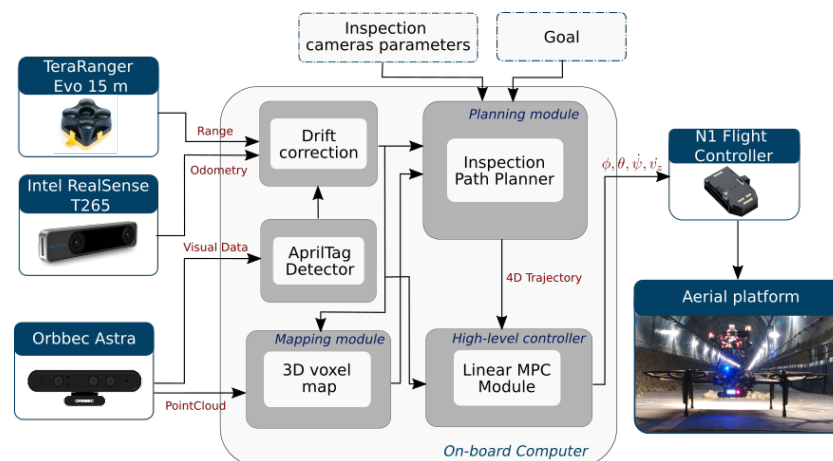 Inspection
cameras parameters
Goal
TeraRanger
Evo 15 m
Range
Odometry
Drift
correction
Planning module
Inspection
Path Planner
N1 Flight
Controller
ϕ, θ, ψ̇, v̇_z
Intel RealSense
T265
Visual Data
AprilTag
Detector
4D Trajectory
Aerial platform
Orbbec Astra
ORBBEC
PointCloud
Mapping module
3D voxel
map
High-level controller
Linear MPC
Module
On-board Computer